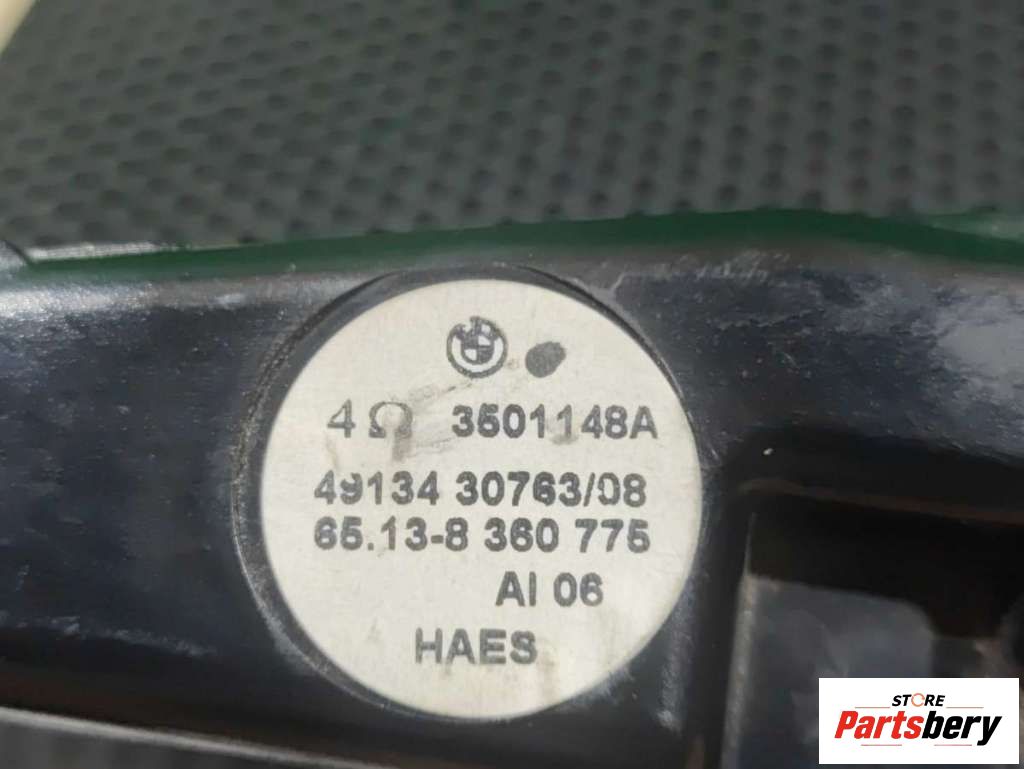 4Ω 3501148A
49134 30763/08
65.13-8 360 775
AI 06
HAES
STORE
Partsbery